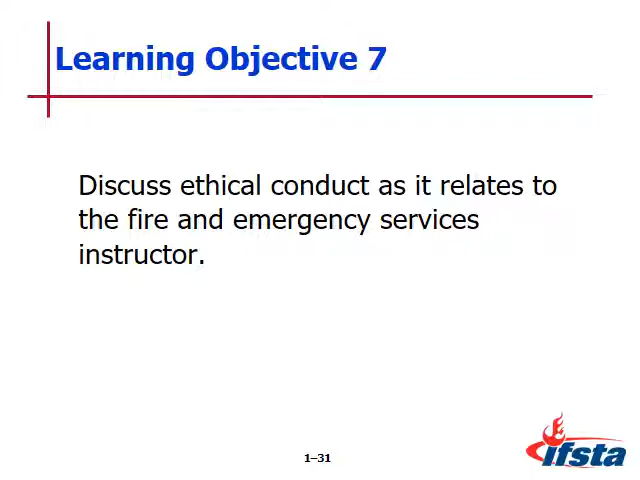 Learning Objective 7
Discuss ethical conduct as it relates to
the fire and emergency services
instructor.
1–31
ifsta